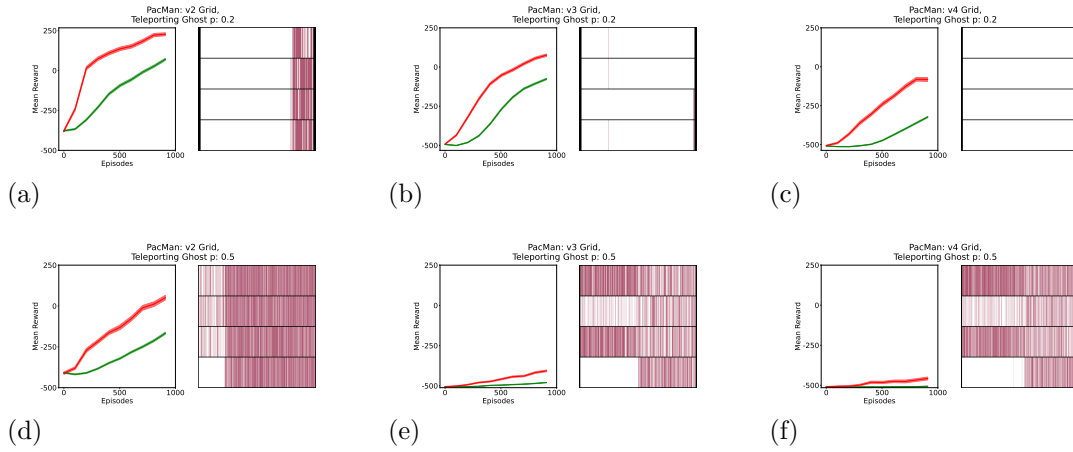 PacMan: v2 Grid,
Teleporting Ghost p: 0.2
250
0
-250
-500
Mean Reward
0
500
1000
Episodes
(a)
PacMan: v3 Grid,
Teleporting Ghost p: 0.2
250
0
-250
-500
Mean Reward
0
500
1000
Episodes
(b)
PacMan: v4 Grid,
Teleporting Ghost p: 0.2
250
0
-250
-500
Mean Reward
0
500
1000
Episodes
(c)
PacMan: v2 Grid,
Teleporting Ghost p: 0.5
250
0
-250
-500
Mean Reward
0
500
1000
Episodes
(d)
PacMan: v3 Grid,
Teleporting Ghost p: 0.5
250
0
-250
-500
Mean Reward
0
500
1000
Episodes
(e)
PacMan: v4 Grid,
Teleporting Ghost p: 0.5
250
0
-250
-500
Mean Reward
0
500
1000
Episodes
(f)